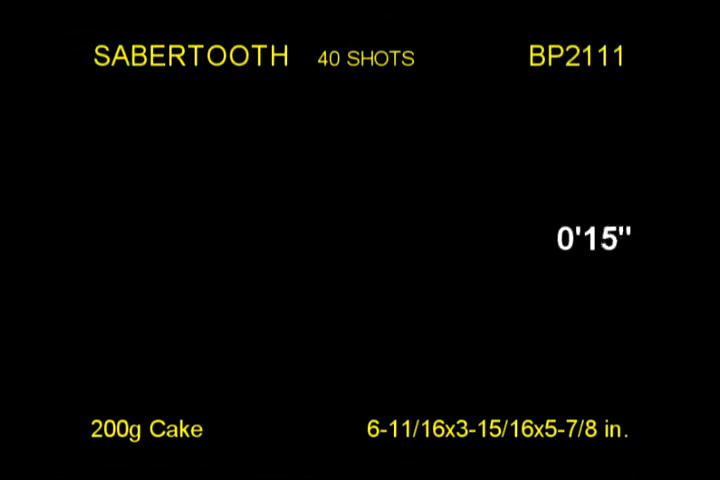 SABERTOOTH 40 SHOTS BP2111
0'15"
200g Cake 6-11/16x3-15/16x5-7/8 in.